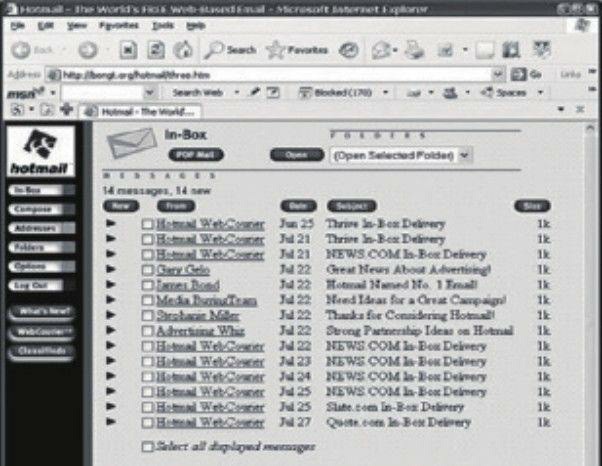 Hotmail - The World's FREE Web-Based Email - Microsoft Internet Explorer
File Edit View Favorites Tools Help
Back Search Favorites
Address http://borngl.org/hotmail/three.htm Go Links
msn Search Web Blocked (170) Spaces
Hotmail - The World'...
hotmail
In-Box
Compose
Addresses
Folders
Options
Log Out
What's New?
WebCourier
Classifieds
In-Box
POP Mail
FOLDERS
Open (Open Selected Folder)
MESSAGES
14 messages, 14 new
New From Date Subject Size
Hotmail WebCourier Jun 25 Thrive In-Box Delivery 1k
Hotmail WebCourier Jul 21 Thrive In-Box Delivery 1k
Hotmail WebCourier Jul 21 NEWS.COM In-Box Delivery 1k
Gary Gelo Jul 22 Great News About Advertising! 1k
James Bond Jul 22 Hotmail Named No. 1 Email! 1k
Media BuyingTeam Jul 22 Need Ideas for a Great Campaign! 1k
Stephanie Miller Jul 22 Thanks for Considering Hotmail! 1k
Advertising Whiz Jul 22 Strong Partnership Ideas on Hotmail 1k
Hotmail WebCourier Jul 22 NEWS.COM In-Box Delivery 1k
Hotmail WebCourier Jul 23 NEWS.COM In-Box Delivery 1k
Hotmail WebCourier Jul 24 NEWS.COM In-Box Delivery 1k
Hotmail WebCourier Jul 25 NEWS.COM In-Box Delivery 1k
Hotmail WebCourier Jul 25 Slate.com In-Box Delivery 1k
Hotmail WebCourier Jul 27 Quote.com In-Box Delivery 1k
Select all displayed messages